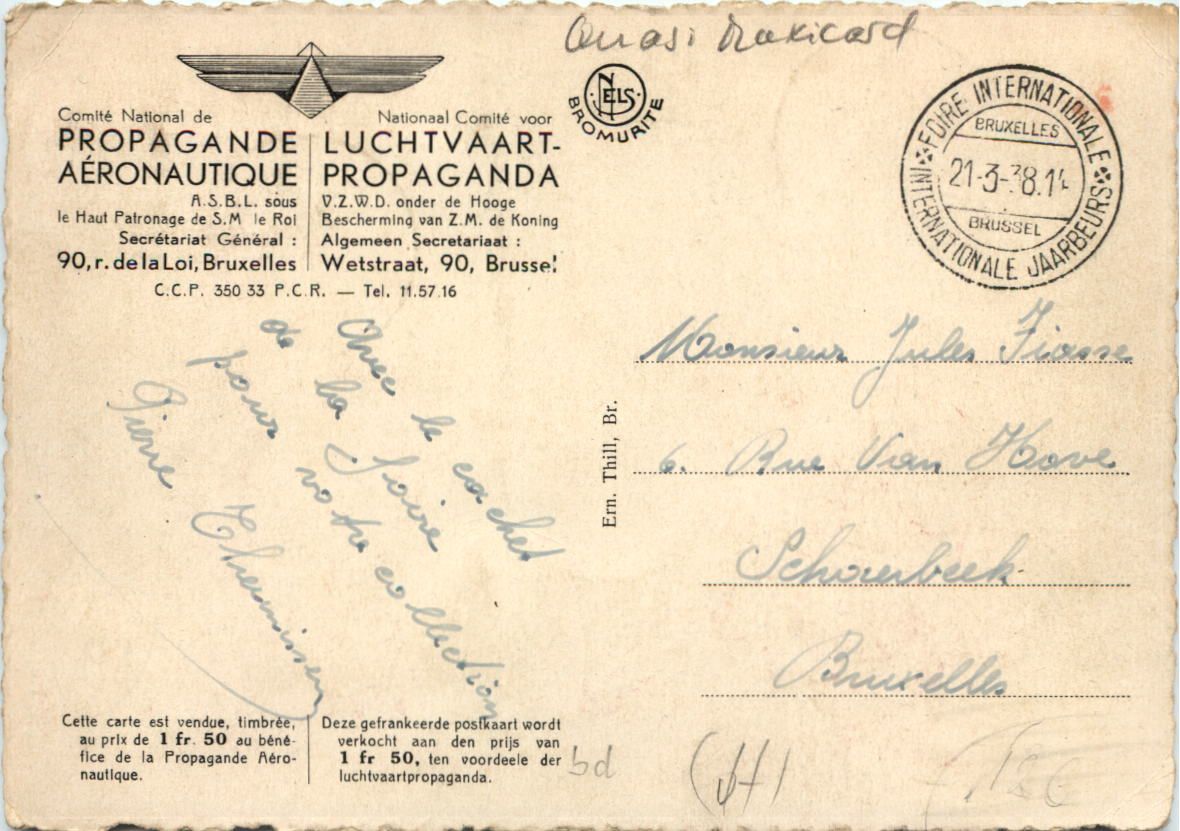 Quasi Maxicard
Comité National de
PROPAGANDE
AÉRONAUTIQUE
A.S.B.L. sous
le Haut Patronage de S.M le Roi
Secrétariat Général :
90, r. de la Loi, Bruxelles
Nationaal Comité voor
LUCHTVAART-
PROPAGANDA
V.Z.W.D. onder de Hooge
Bescherming van Z.M. de Koning
Algemeen Secretariaat :
Wetstraat, 90, Brussel
C.C.P. 350 33 P.C.R. — Tel. 11.57.16
NELS
BROMURITE
FOIRE INTERNATIONALE
BRUXELLES
21-3-38.14
BRUSSEL
INTERNATIONALE JAARBEURS
Avec le cachet
de la Foire
pour votre collection
Pierre
Monsieur Jules Fiasse
6. Rue Van Hove
Schaerbeek
Bruxelles
Ern. Thill, Br.
Cette carte est vendue, timbrée,
au prix de 1 fr. 50 au béné-
fice de la Propagande Aéro-
nautique.
Deze gefrankeerde postkaart wordt
verkocht aan den prijs van
1 fr 50, ten voordeele der
luchtvaartpropaganda.
bd